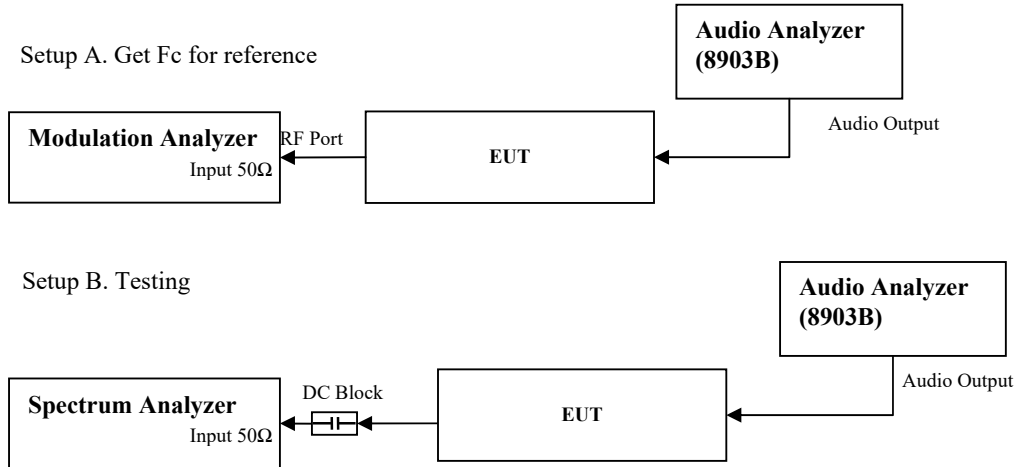 Setup A. Get Fc for reference
Audio Analyzer
(8903B)
Audio Output
Modulation Analyzer
Input 50Ω
RF Port
EUT
Setup B. Testing
Audio Analyzer
(8903B)
Audio Output
Spectrum Analyzer
Input 50Ω
DC Block
EUT